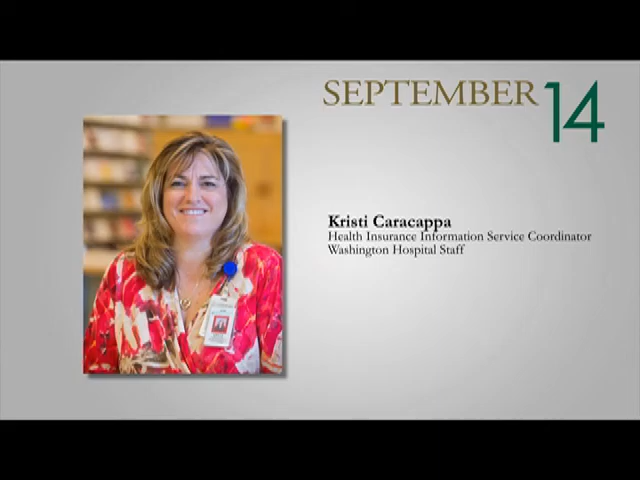 SEPTEMBER 14
Kristi Caracappa
Health Insurance Information Service Coordinator
Washington Hospital Staff